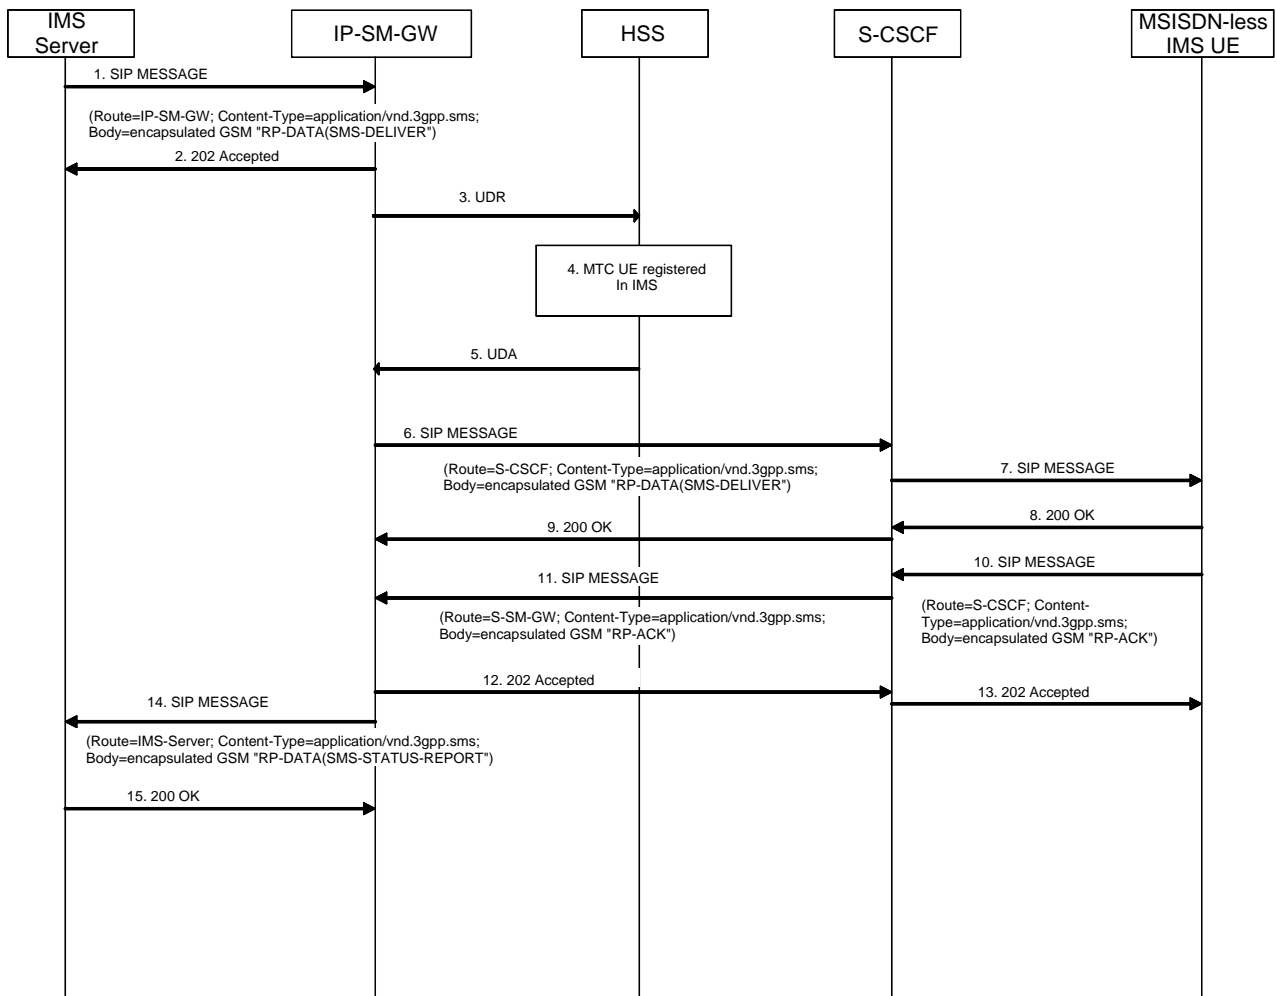 IMS
Server
IP-SM-GW
HSS
S-CSCF
MSISDN-less
IMS UE
1. SIP MESSAGE
(Route=IP-SM-GW; Content-Type=application/vnd.3gpp.sms;
Body=encapsulated GSM "RP-DATA(SMS-DELIVER")
2. 202 Accepted
3. UDR
4. MTC UE registered
In IMS
5. UDA
6. SIP MESSAGE
(Route=S-CSCF; Content-Type=application/vnd.3gpp.sms;
Body=encapsulated GSM "RP-DATA(SMS-DELIVER")
7. SIP MESSAGE
8. 200 OK
9. 200 OK
10. SIP MESSAGE
11. SIP MESSAGE
(Route=S-SM-GW; Content-Type=application/vnd.3gpp.sms;
Body=encapsulated GSM "RP-ACK")
(Route=S-CSCF; Content-
Type=application/vnd.3gpp.sms;
Body=encapsulated GSM "RP-ACK")
12. 202 Accepted
13. 202 Accepted
14. SIP MESSAGE
(Route=IMS-Server; Content-Type=application/vnd.3gpp.sms;
Body=encapsulated GSM "RP-DATA(SMS-STATUS-REPORT")
15. 200 OK